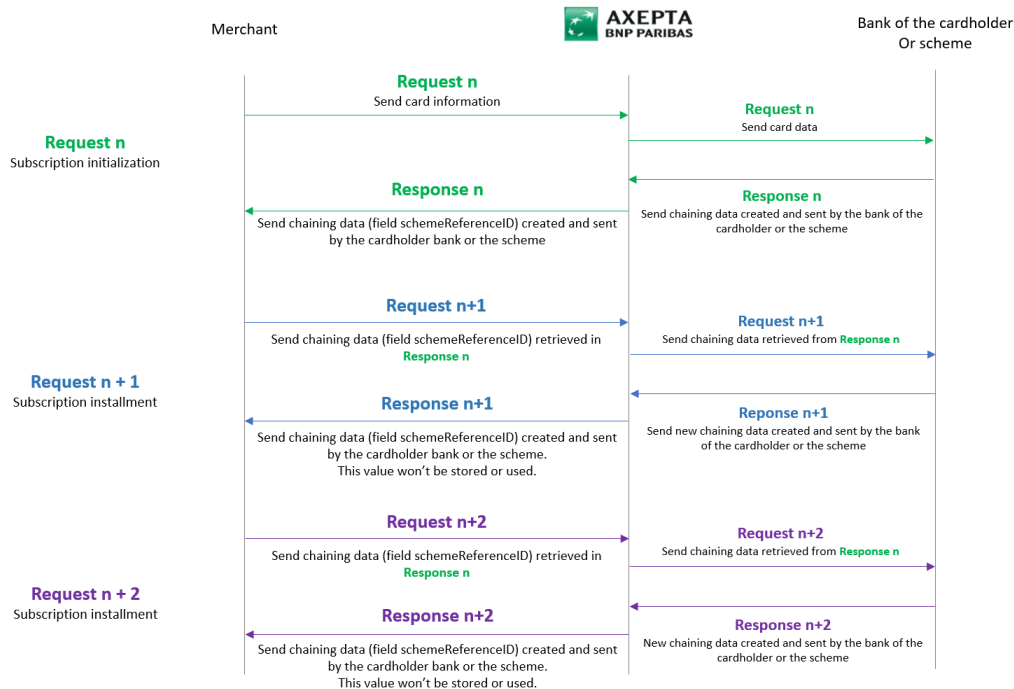 Merchant
AXEPTA
BNP PARIBAS
Bank of the cardholder
Or scheme
Request n
Send card information
Request n
Send card data
Request n
Subscription initialization
Response n
Send chaining data (field schemeReferenceID) created and sent
by the cardholder bank or the scheme
Response n
Send chaining data created and sent by the bank of the
cardholder or the scheme
Request n+1
Send chaining data (field schemeReferenceID) retrieved in
Response n
Request n+1
Send chaining data retrieved from Response n
Request n + 1
Subscription installment
Response n+1
Send chaining data (field schemeReferenceID) created and sent
by the cardholder bank or the scheme.
This value won't be stored or used.
Reponse n+1
Send new chaining data created and sent by the bank
of the cardholder or the scheme
Request n+2
Send chaining data (field schemeReferenceID) retrieved in
Response n
Request n+2
Send chaining data retrieved from Response n
Request n + 2
Subscription installment
Response n+2
Send chaining data (field schemeReferenceID) created and sent
by the cardholder bank or the scheme.
This value won't be stored or used.
Response n+2
New chaining data created and sent by the bank of the
cardholder or the scheme